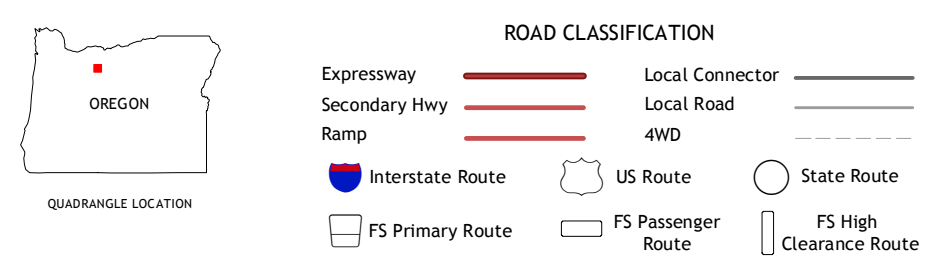 OREGON
QUADRANGLE LOCATION
ROAD CLASSIFICATION
Expressway
Local Connector
Secondary Hwy
Local Road
Ramp
4WD
Interstate Route
US Route
State Route
FS Primary Route
FS Passenger
Route
FS High
Clearance Route